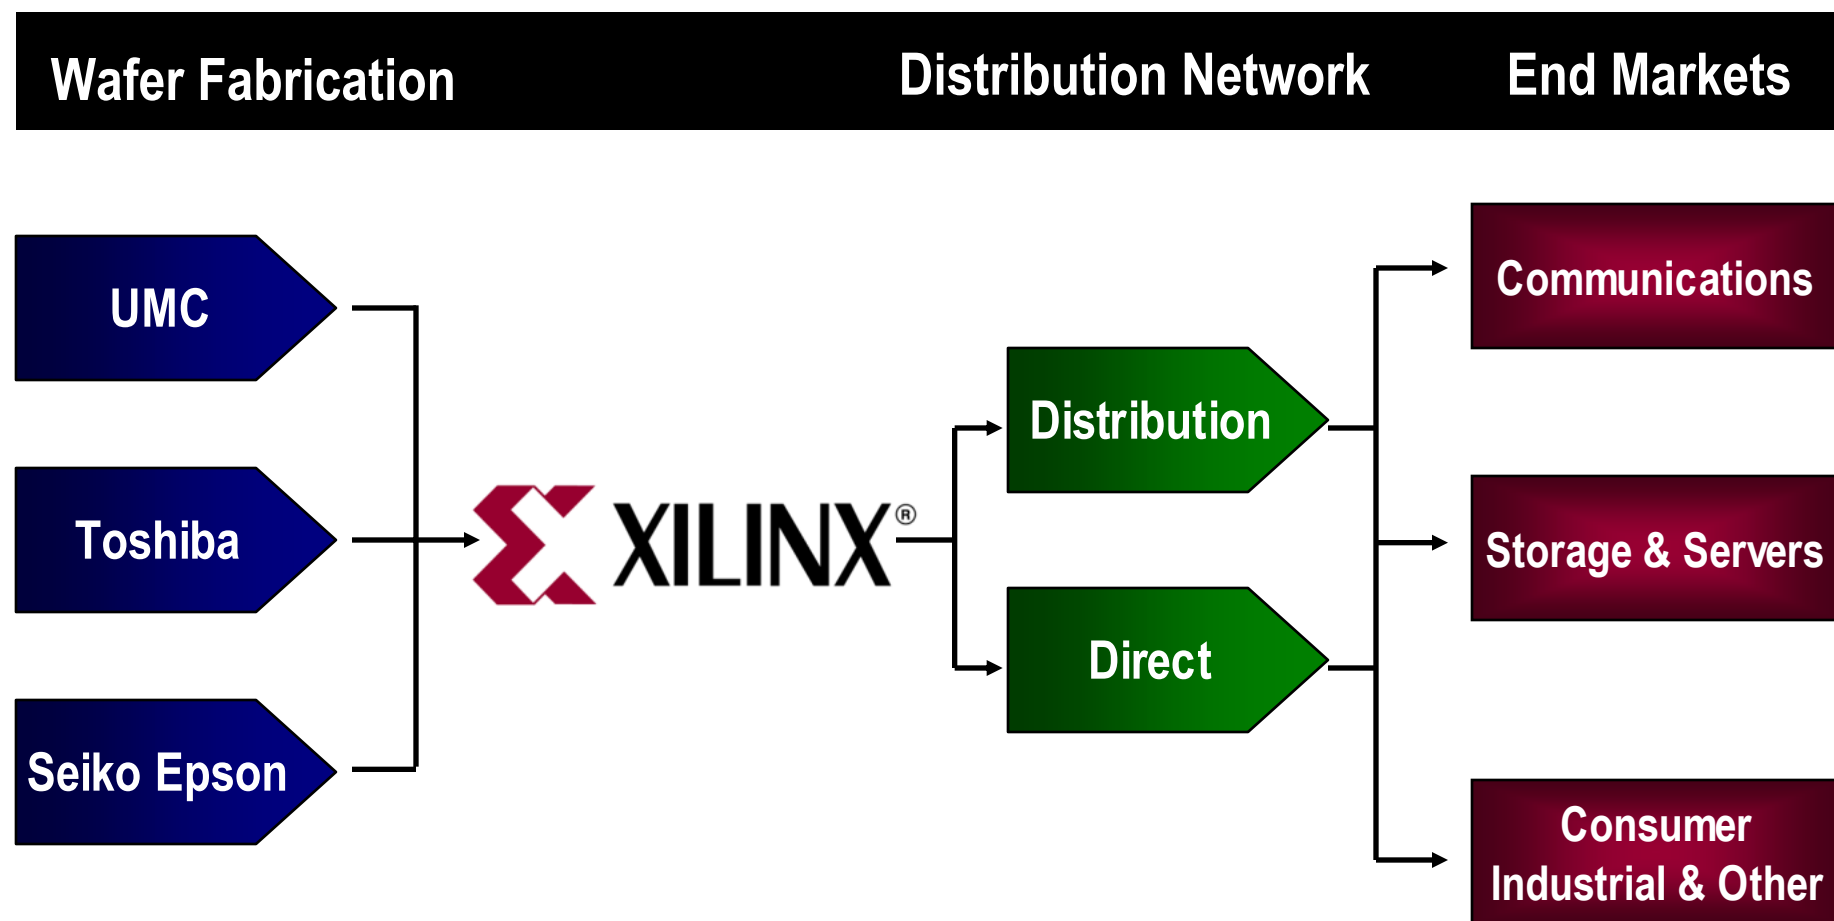 Wafer Fabrication
Distribution Network
End Markets
UMC
Toshiba
Seiko Epson
XILINX®
Distribution
Direct
Communications
Storage & Servers
Consumer
Industrial & Other